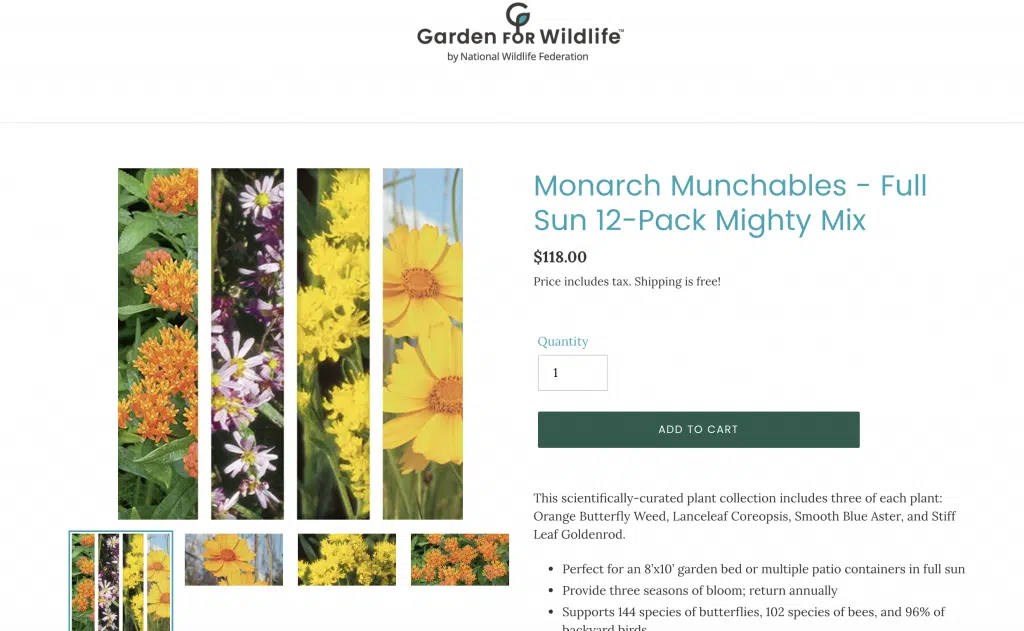 Garden FOR Wildlife™
by National Wildlife Federation
Monarch Munchables - Full
Sun 12-Pack Mighty Mix
$118.00
Price includes tax. Shipping is free!
Quantity
1
ADD TO CART
This scientifically-curated plant collection includes three of each plant:
Orange Butterfly Weed, Lanceleaf Coreopsis, Smooth Blue Aster, and Stiff
Leaf Goldenrod.
• Perfect for an 8'x10' garden bed or multiple patio containers in full sun
• Provide three seasons of bloom; return annually
• Supports 144 species of butterflies, 102 species of bees, and 96% of
backyard birds